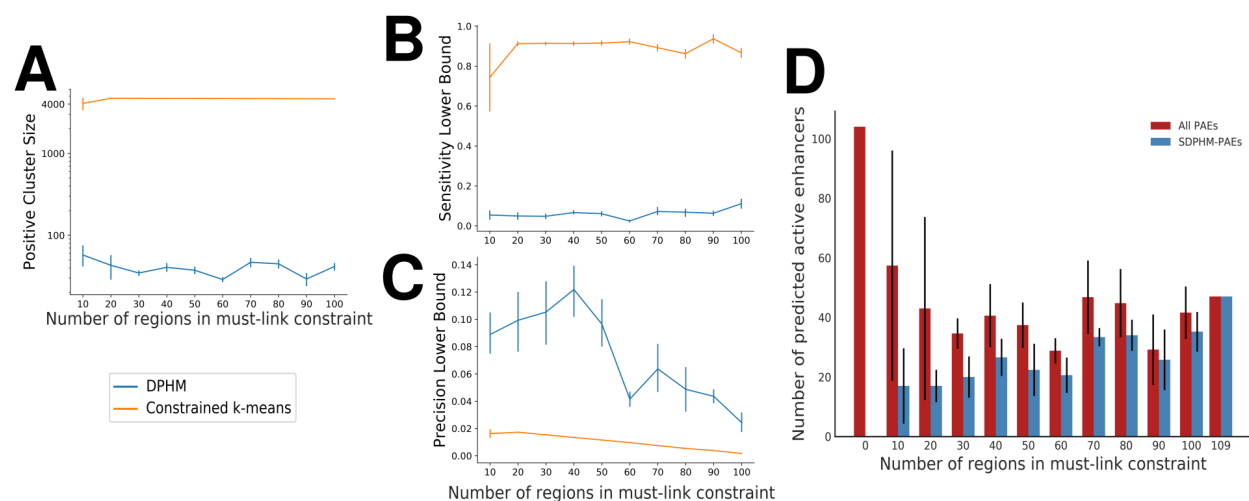 A
Positive Cluster Size
4000
1000
100
10 20 30 40 50 60 70 80 90 100
Number of regions in must-link constraint
DPHM
Constrained k-means
B
Sensitivity Lower Bound
1.0
0.8
0.6
0.4
0.2
0.0
10 20 30 40 50 60 70 80 90 100
C
Precision Lower Bound
0.14
0.12
0.10
0.08
0.06
0.04
0.02
0.00
10 20 30 40 50 60 70 80 90 100
Number of regions in must-link constraint
D
Number of predicted active enhancers
100
80
60
40
20
0
All PAEs
SDPHM-PAEs
0 10 20 30 40 50 60 70 80 90 100 109
Number of regions in must-link constraint